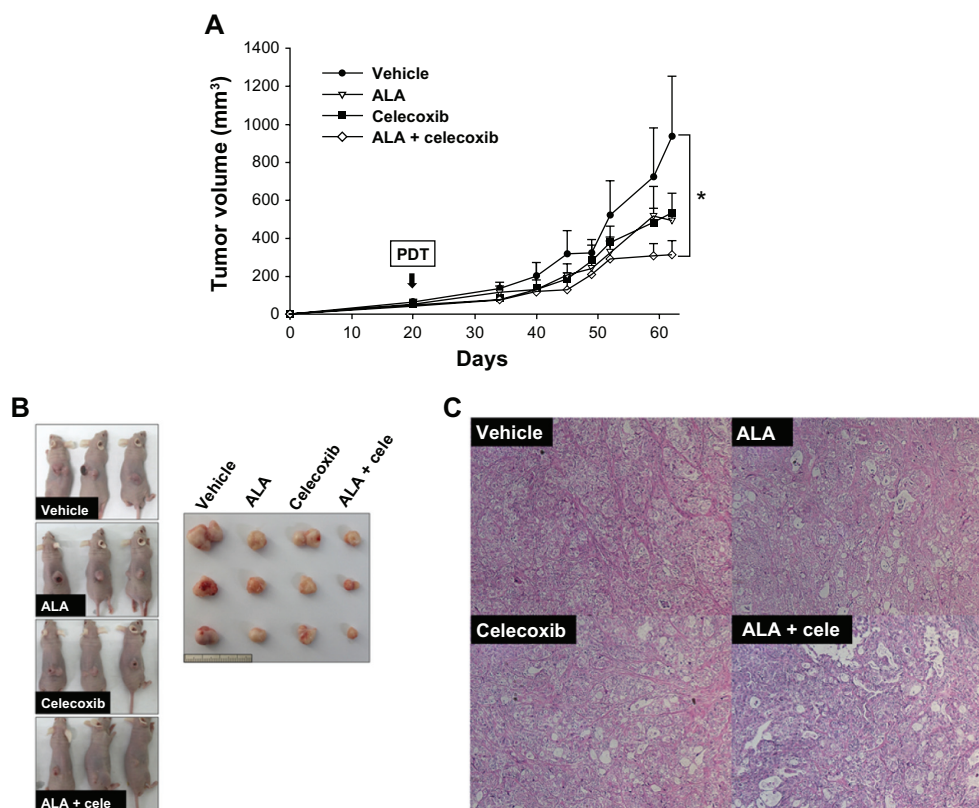 A
1400
1200
1000
800
600
400
200
0
Tumor volume (mm³)
Vehicle
ALA
Celecoxib
ALA + celecoxib
PDT
*
0 10 20 30 40 50 60
Days
B
Vehicle
ALA
Celecoxib
ALA + cele
Vehicle ALA Celecoxib ALA + cele
C
Vehicle ALA
Celecoxib ALA + cele